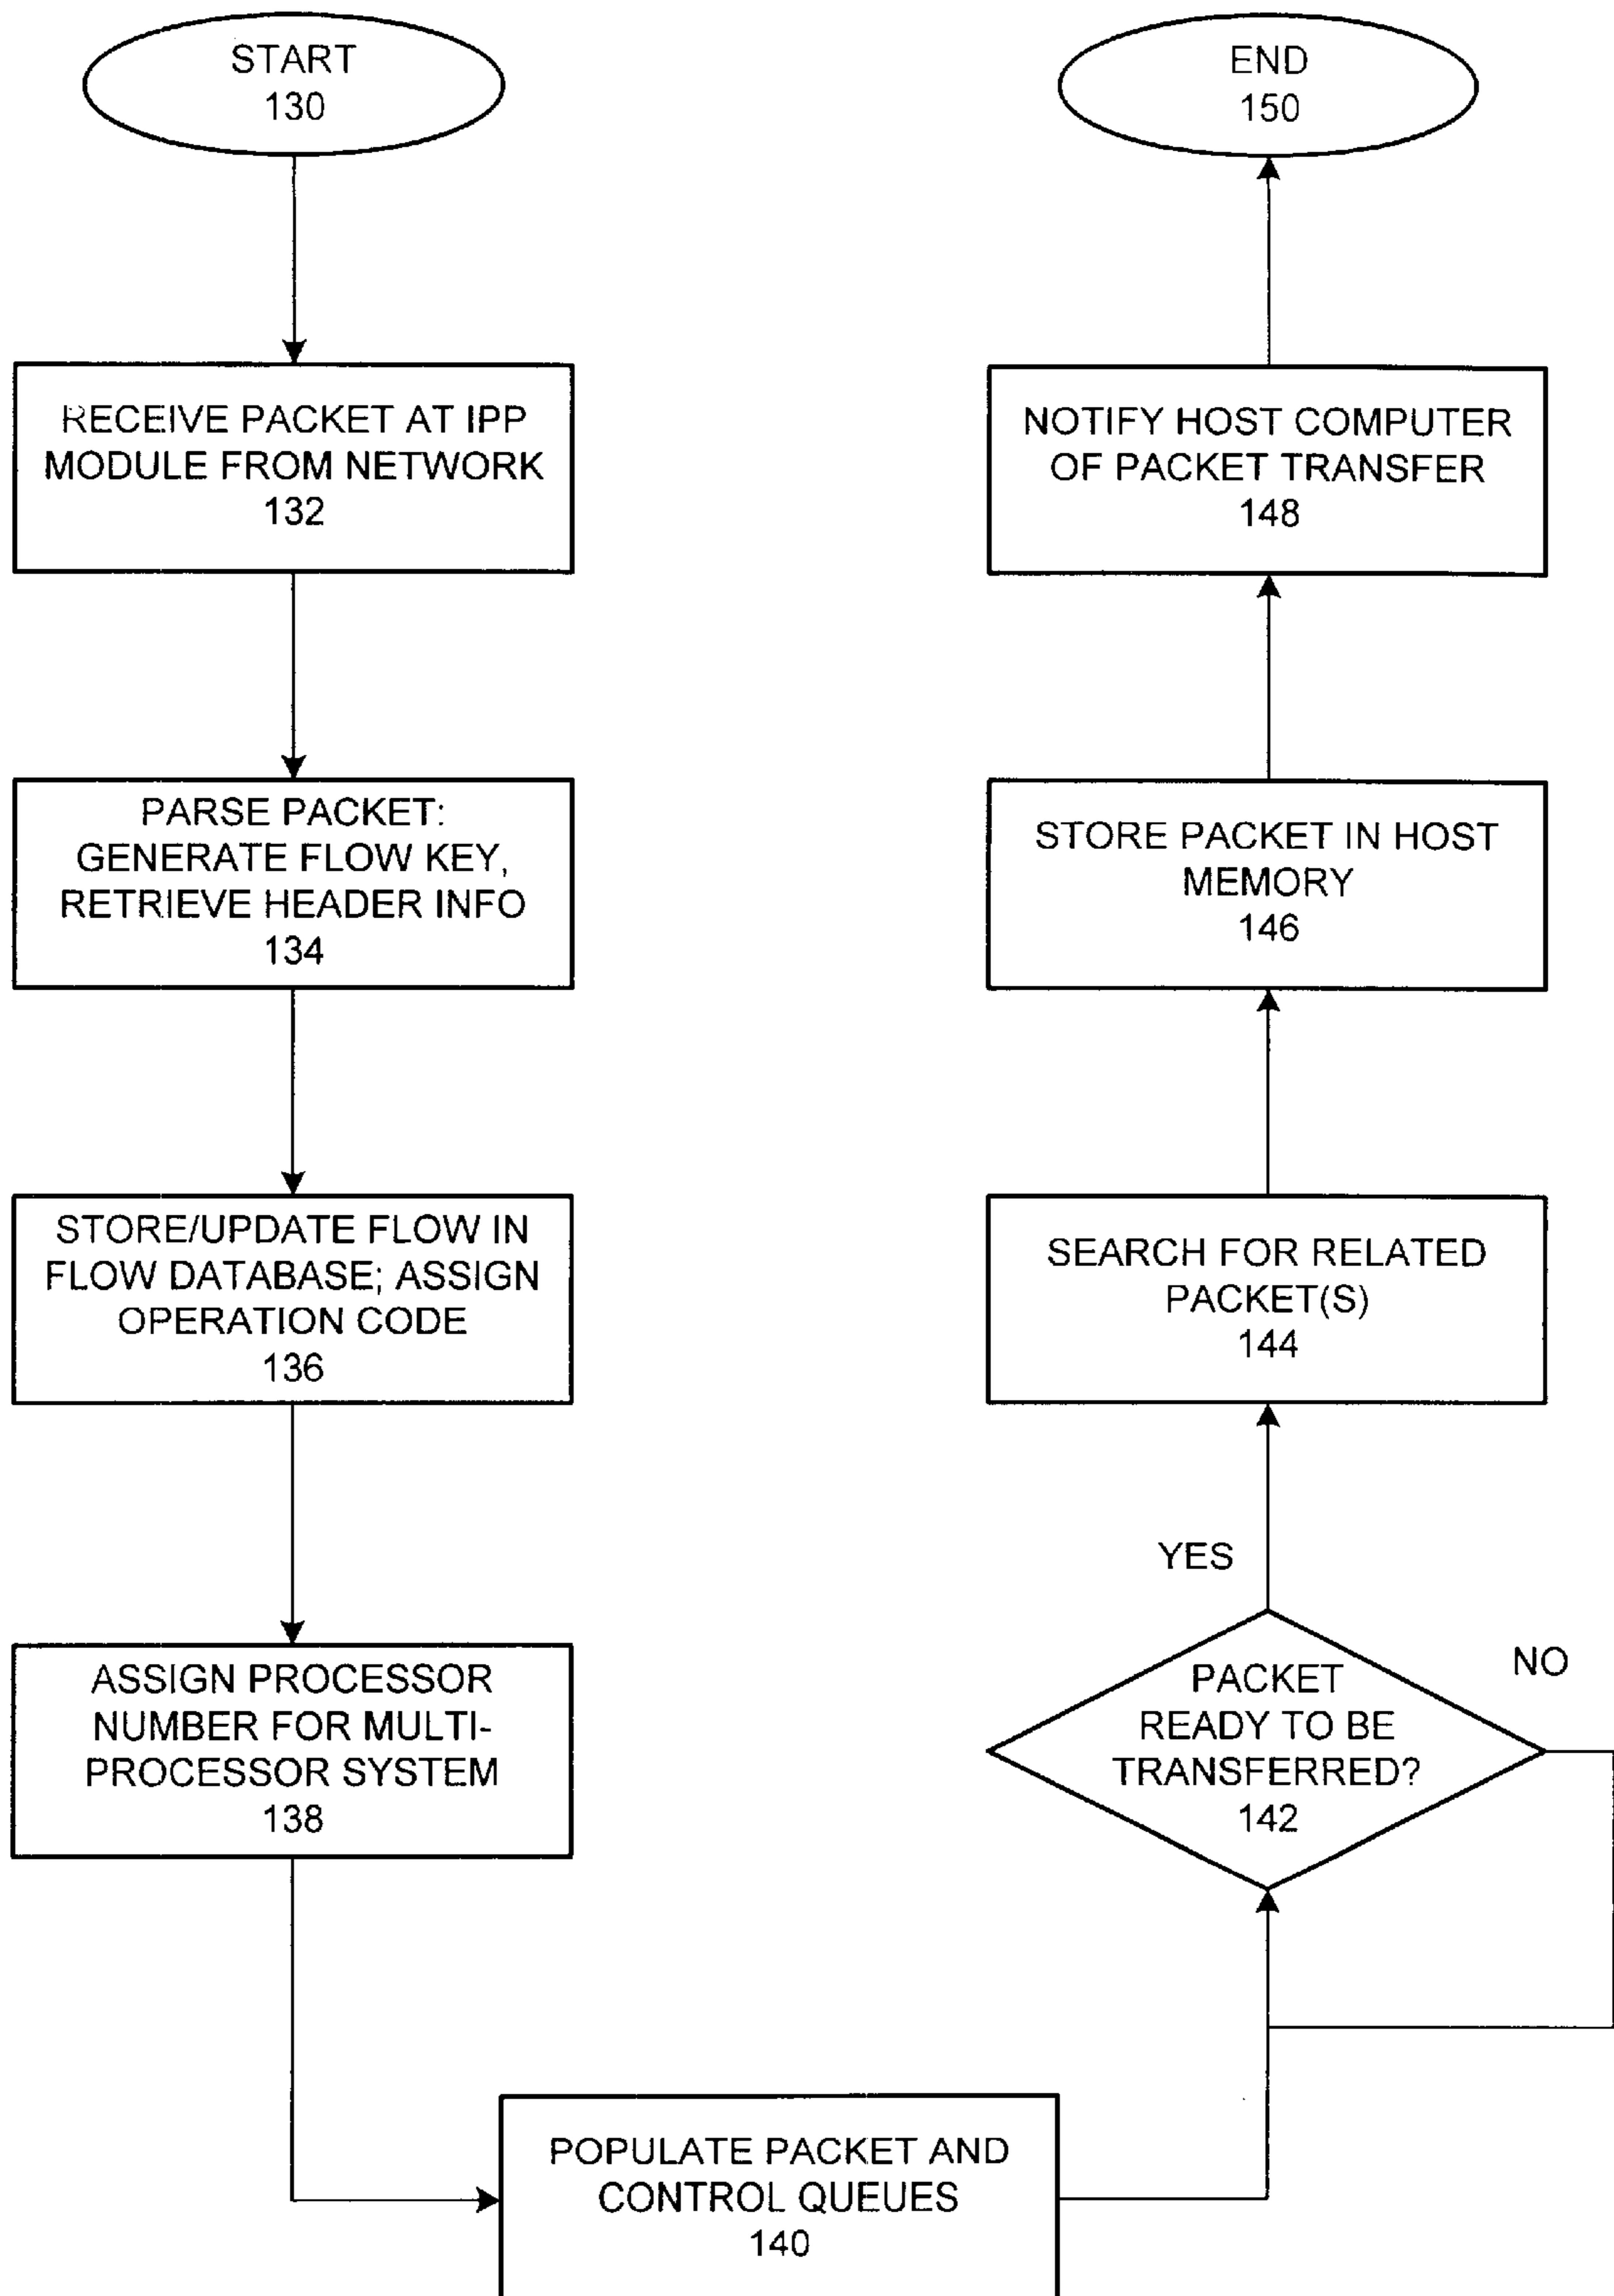 START
130
RECEIVE PACKET AT IPP
MODULE FROM NETWORK
132
PARSE PACKET:
GENERATE FLOW KEY,
RETRIEVE HEADER INFO
134
STORE/UPDATE FLOW IN
FLOW DATABASE; ASSIGN
OPERATION CODE
136
ASSIGN PROCESSOR
NUMBER FOR MULTI-
PROCESSOR SYSTEM
138
POPULATE PACKET AND
CONTROL QUEUES
140
PACKET
READY TO BE
TRANSFERRED?
142
NO
YES
SEARCH FOR RELATED
PACKET(S)
144
STORE PACKET IN HOST
MEMORY
146
NOTIFY HOST COMPUTER
OF PACKET TRANSFER
148
END
150